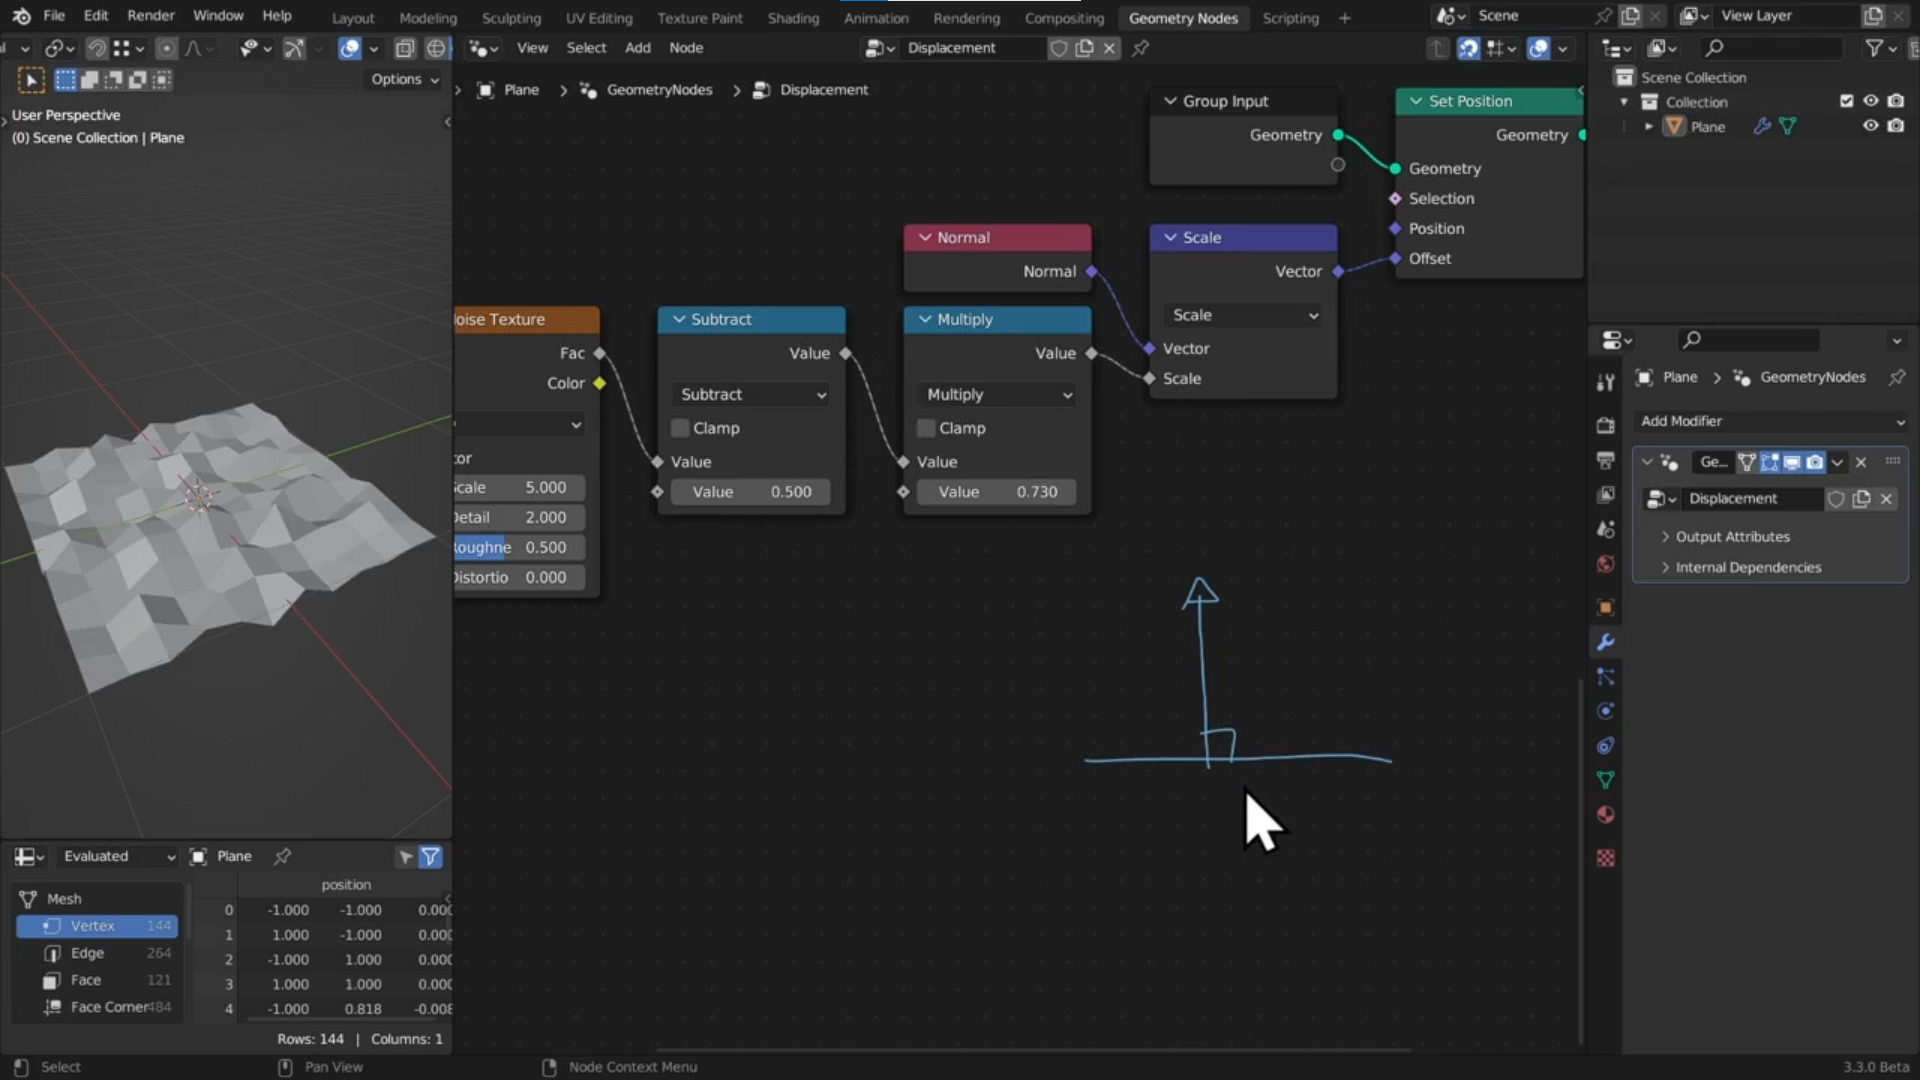 File Edit Render Window Help
Layout Modeling Sculpting UV Editing Texture Paint Shading Animation Rendering Compositing Geometry Nodes Scripting +
Scene
View Layer
View Select Add Node
Displacement
Options
User Perspective
(0) Scene Collection | Plane
Plane > GeometryNodes > Displacement
Group Input
Geometry
Set Position
Geometry
Geometry
Selection
Position
Offset
Normal
Normal
Scale
Vector
Scale
Vector
Scale
oise Texture
Fac
Color
tor
Scale 5.000
Detail 2.000
Roughne 0.500
Distortio 0.000
Subtract
Value
Subtract
Clamp
Value
Value 0.500
Multiply
Value
Multiply
Clamp
Value
Value 0.730
Scene Collection
Collection
Plane
Plane > GeometryNodes
Add Modifier
Ge...
Displacement
Output Attributes
Internal Dependencies
Evaluated
Plane
Mesh
Vertex 144
Edge 264
Face 121
Face Corner 484
position
0 -1.000 -1.000 0.000
1 1.000 -1.000 0.000
2 -1.000 1.000 0.000
3 1.000 1.000 0.000
4 -1.000 0.818 -0.008
Rows: 144 | Columns: 1
Select
Pan View
Node Context Menu
3.3.0 Beta